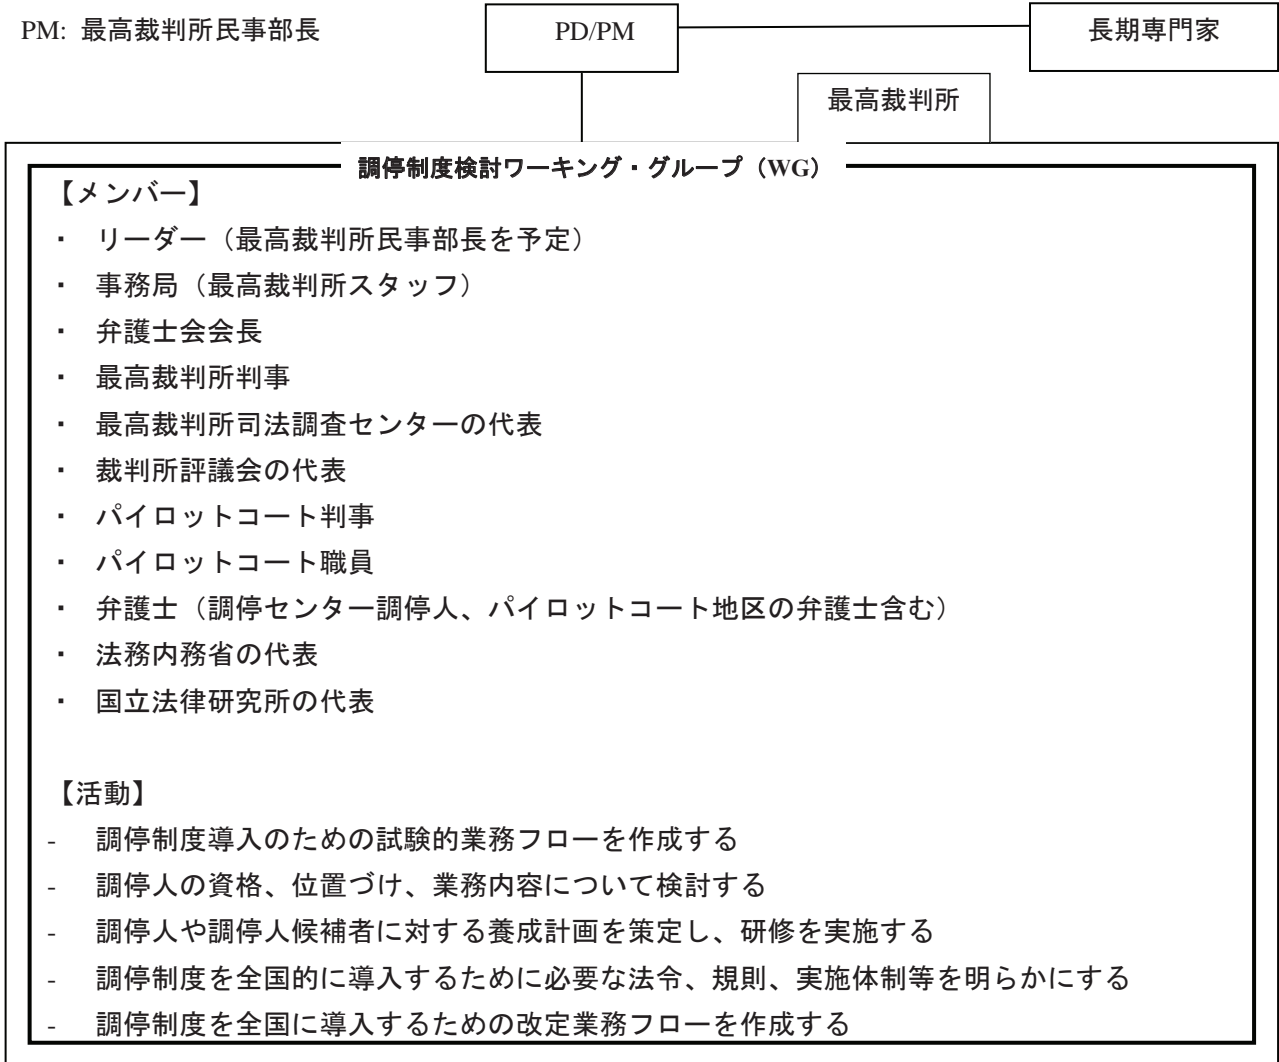 PM: 最高裁判所民事部長
PD/PM
長期専門家
最高裁判所
調停制度検討ワーキング・グループ（WG）
【メンバー】
・ リーダー（最高裁判所民事部長を予定）
・ 事務局（最高裁判所スタッフ）
・ 弁護士会会長
・ 最高裁判所判事
・ 最高裁判所司法調査センターの代表
・ 裁判所評議会の代表
・ パイロットコート判事
・ パイロットコート職員
・ 弁護士（調停センター調停人、パイロットコート地区の弁護士含む）
・ 法務内務省の代表
・ 国立法律研究所の代表
【活動】
- 調停制度導入のための試験的業務フローを作成する
- 調停人の資格、位置づけ、業務内容について検討する
- 調停人や調停人候補者に対する養成計画を策定し、研修を実施する
- 調停制度を全国的に導入するために必要な法令、規則、実施体制等を明らかにする
- 調停制度を全国に導入するための改定業務フローを作成する